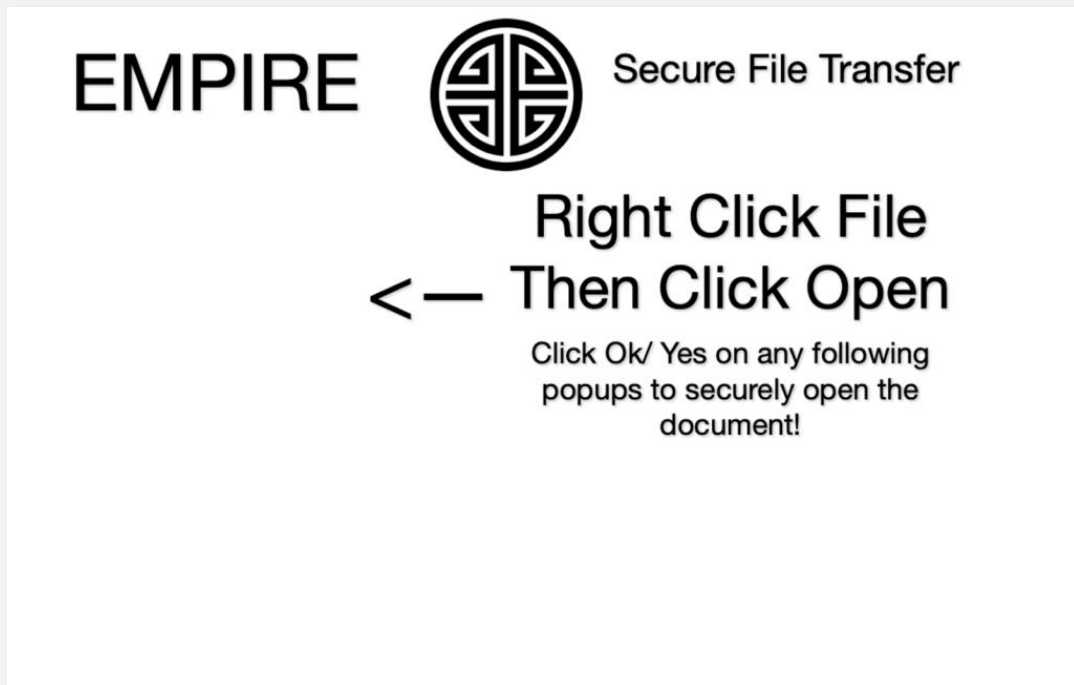 EMPIRE
Secure File Transfer
Right Click File
<— Then Click Open
Click Ok/ Yes on any following
popups to securely open the
document!